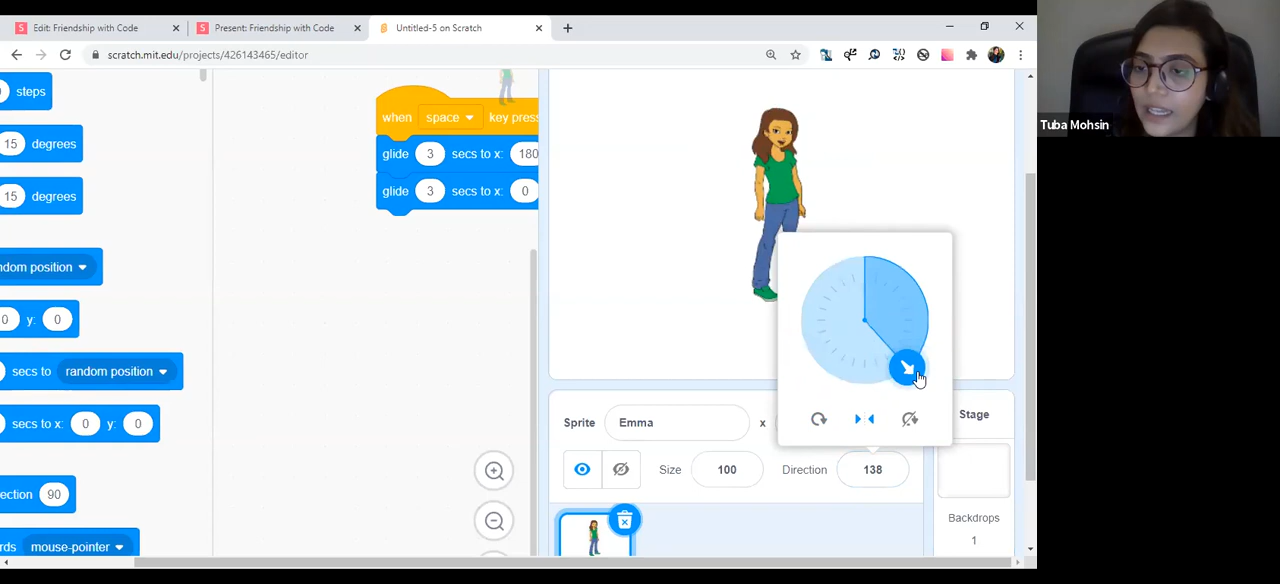 Edit: Friendship with Code
Present: Friendship with Code
Untitled-5 on Scratch
scratch.mit.edu/projects/426143465/editor
Tuba Mohsin
steps
15 degrees
15 degrees
ndom position
0 y: 0
secs to random position
secs to x: 0 y: 0
ection 90
rds mouse-pointer
when space key press
glide 3 secs to x: 180
glide 3 secs to x: 0
Sprite Emma x
Size 100 Direction 138
Stage
Backdrops
1